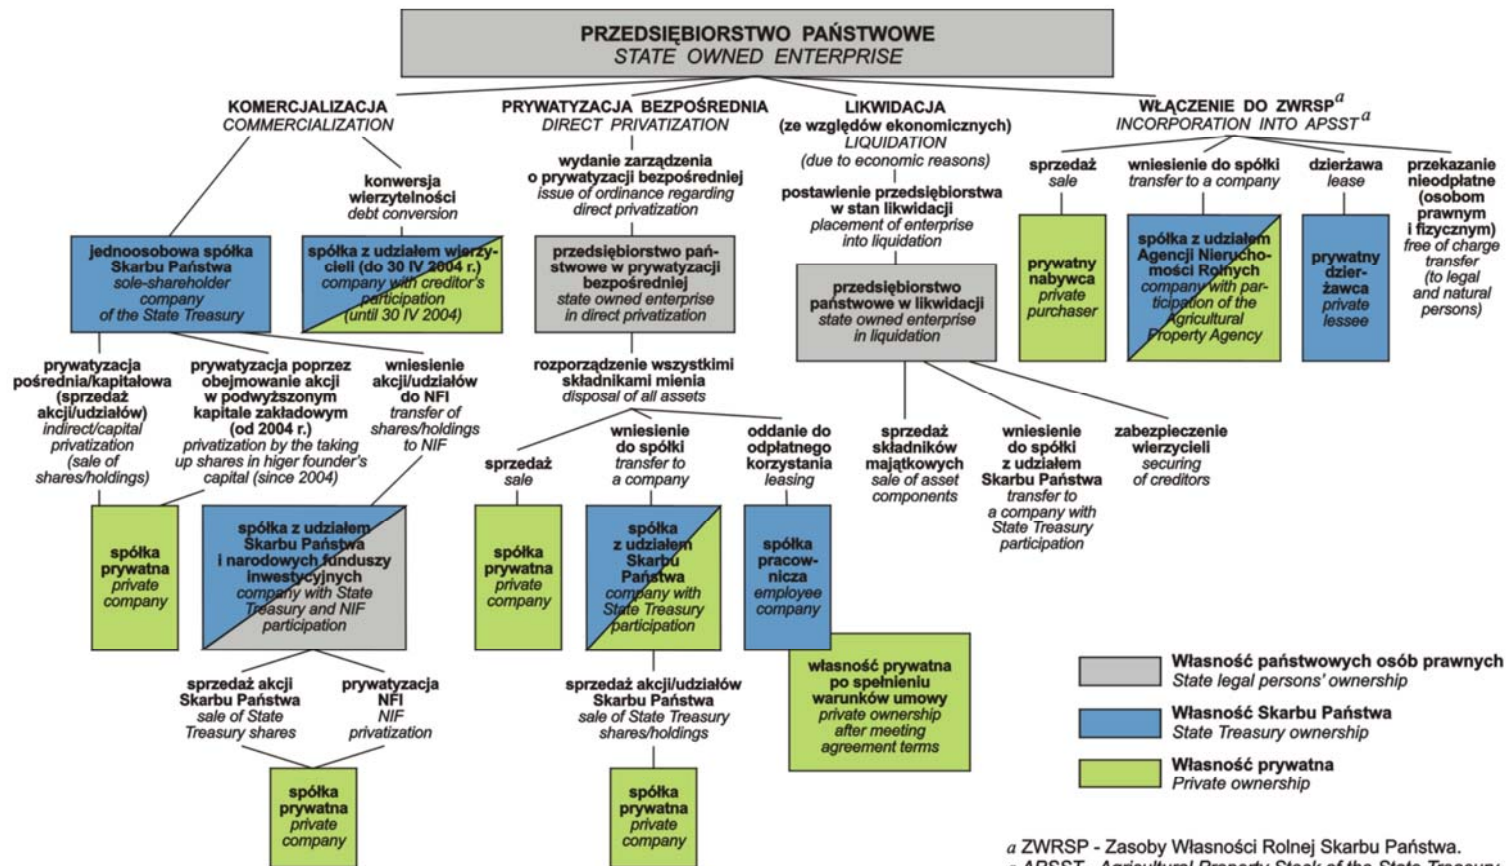 PRZEDSIĘBIORSTWO PAŃSTWOWE
STATE OWNED ENTERPRISE
KOMERCJALIZACJA
COMMERCIALIZATION
konwersja
wierzytelności
debt conversion
jednoosobowa spółka
Skarbu Państwa
sole-shareholder
company
of the State Treasury
spółka z udziałem wierzy-
cieli (do 30 IV 2004 r.)
company with creditor's
participation
(until 30 IV 2004)
prywatyzacja
pośrednia/kapitałowa
(sprzedaż
akcji/udziałów)
indirect/capital
privatization
(sale of
shares/holdings)
prywatyzacja poprzez
obejmowanie akcji
w podwyższonym
kapitale zakładowym
(od 2004 r.)
privatization by the taking
up shares in higer founder's
capital (since 2004)
wniesienie
akcji/udziałów
do NFI
transfer of
shares/holdings
to NIF
spółka
prywatna
private
company
spółka z udziałem
Skarbu Państwa
i narodowych funduszy
inwestycyjnych
company with State
Treasury and NIF
participation
sprzedaż akcji
Skarbu Państwa
sale of State
Treasury shares
prywatyzacja
NFI
NIF
privatization
spółka
prywatna
private
company
PRYWATYZACJA BEZPOŚREDNIA
DIRECT PRIVATIZATION
wydanie zarządzenia
o prywatyzacji bezpośredniej
issue of ordinance regarding
direct privatization
przedsiębiorstwo pań-
stwowe w prywatyzacji
bezpośredniej
state owned enterprise
in direct privatization
rozporządzenie wszystkimi
składnikami mienia
disposal of all assets
sprzedaż
sale
wniesienie
do spółki
transfer to
a company
oddanie do
odpłatnego
korzystania
leasing
spółka
prywatna
private
company
spółka
z udziałem
Skarbu
Państwa
company with
State Treasury
participation
spółka
pracow-
nicza
employee
company
własność prywatna
po spełnieniu
warunków umowy
private ownership
after meeting
agreement terms
sprzedaż akcji/udziałów
Skarbu Państwa
sale of State Treasury
shares/holdings
spółka
prywatna
private
company
LIKWIDACJA
(ze względów ekonomicznych)
LIQUIDATION
(due to economic reasons)
postawienie przedsiębiorstwa
w stan likwidacji
placement of enterprise
into liquidation
przedsiębiorstwo
państwowe w likwidacji
state owned enterprise
in liquidation
sprzedaż
składników
majątkowych
sale of asset
components
wniesienie
do spółki
z udziałem
Skarbu Państwa
transfer to
a company with
State Treasury
participation
zabezpieczenie
wierzycieli
securing
of creditors
WŁĄCZENIE DO ZWRSP a
INCORPORATION INTO APSST a
sprzedaż
sale
wniesienie do spółki
transfer to a company
dzierżawa
lease
przekazanie
nieodpłatne
(osobom
prawnym
i fizycznym)
free of charge
transfer
(to legal
and natural
persons)
prywatny
nabywca
private
purchaser
spółka z udziałem
Agencji Nierucho-
mości Rolnych
company with par-
ticipation of the
Agricultural
Property Agency
prywatny
dzier-
żawca
private
lessee
Własność państwowych osób prawnych
State legal persons' ownership
Własność Skarbu Państwa
State Treasury ownership
Własność prywatna
Private ownership
a ZWRSP - Zasoby Własności Rolnej Skarbu Państwa.
a APSST - Agricultural Property Stock of the State Treasury